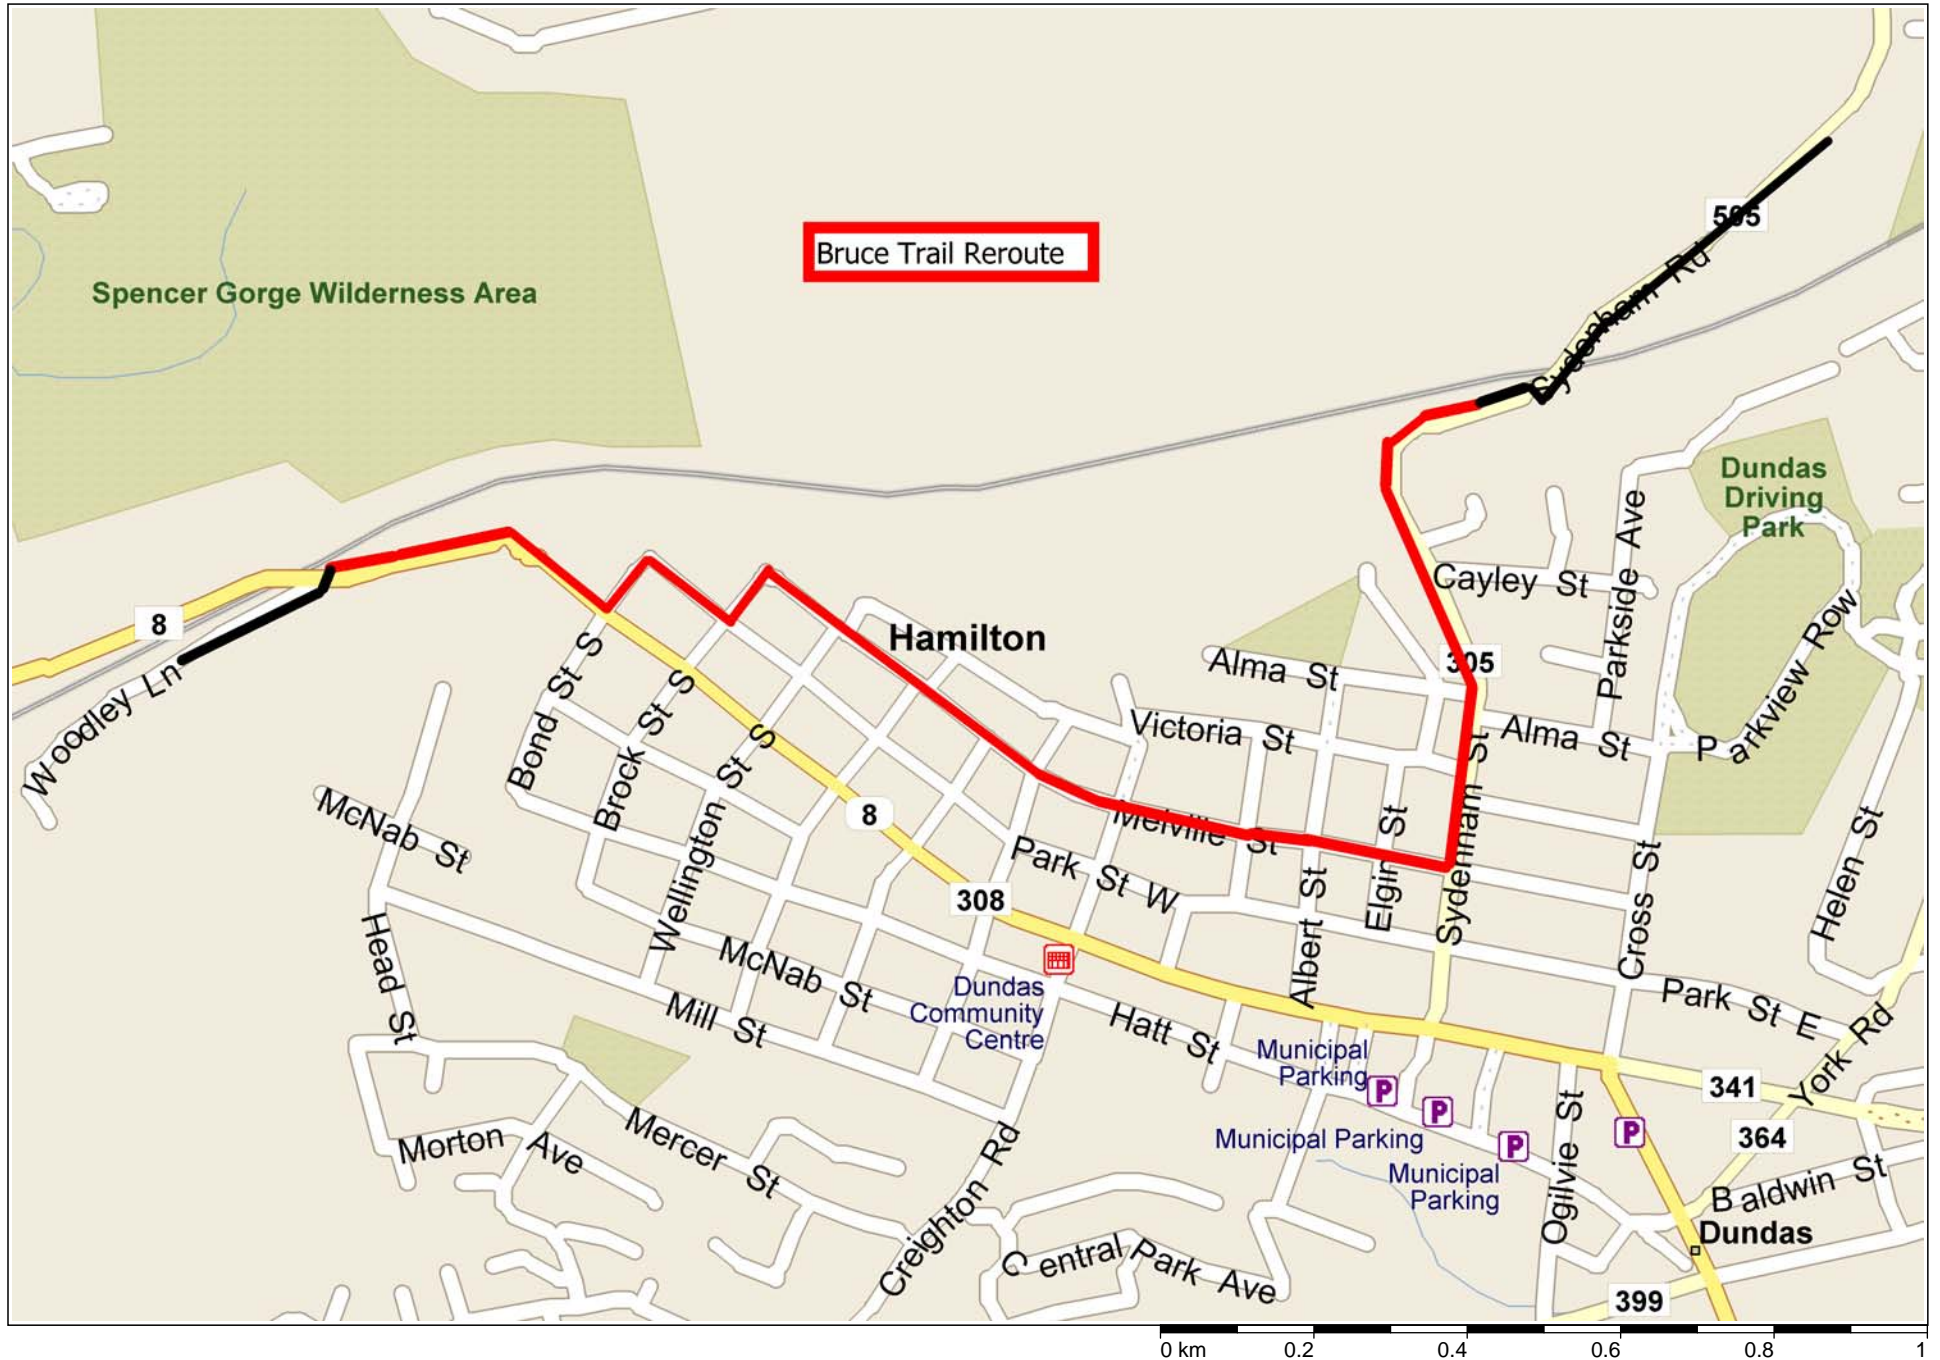 505
Bruce Trail Reroute
Sydenham Rd
Spencer Gorge Wilderness Area
Dundas
Driving
Park
8
Cayley St
Parkside Ave
Hamilton
Alma St
305
Parkview Row
Woodley Ln
Bond St S
Brock St S
Wellington St S
Victoria St
Alma St
McNab St
8
Melville St
Park St W
Elgin St
Sydenham St
Albert St
Cross St
Helen St
308
Head St
McNab St
Mill St
Dundas
Community
Centre
Hatt St
Park St E
York Rd
Municipal
Parking
P
P
P
P
341
364
Municipal Parking
Municipal
Parking
Ogilvie St
Morton Ave
Mercer St
Creighton Rd
Central Park Ave
Baldwin St
Dundas
399
0 km 0.2 0.4 0.6 0.8 1